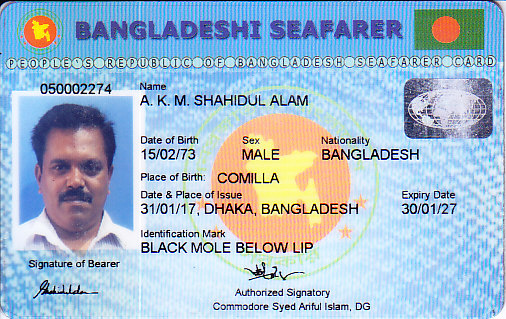 BANGLADESHI SEAFARER
PEOPLE'S REPUBLIC OF BANGLADESH SEAFARER CARD
050002274
Name
A. K. M. SHAHIDUL ALAM
Date of Birth Sex Nationality
15/02/73 MALE BANGLADESH
Place of Birth: COMILLA
Date & Place of Issue Expiry Date
31/01/17, DHAKA, BANGLADESH 30/01/27
Identification Mark
BLACK MOLE BELOW LIP
Signature of Bearer
Authorized Signatory
Commodore Syed Ariful Islam, DG